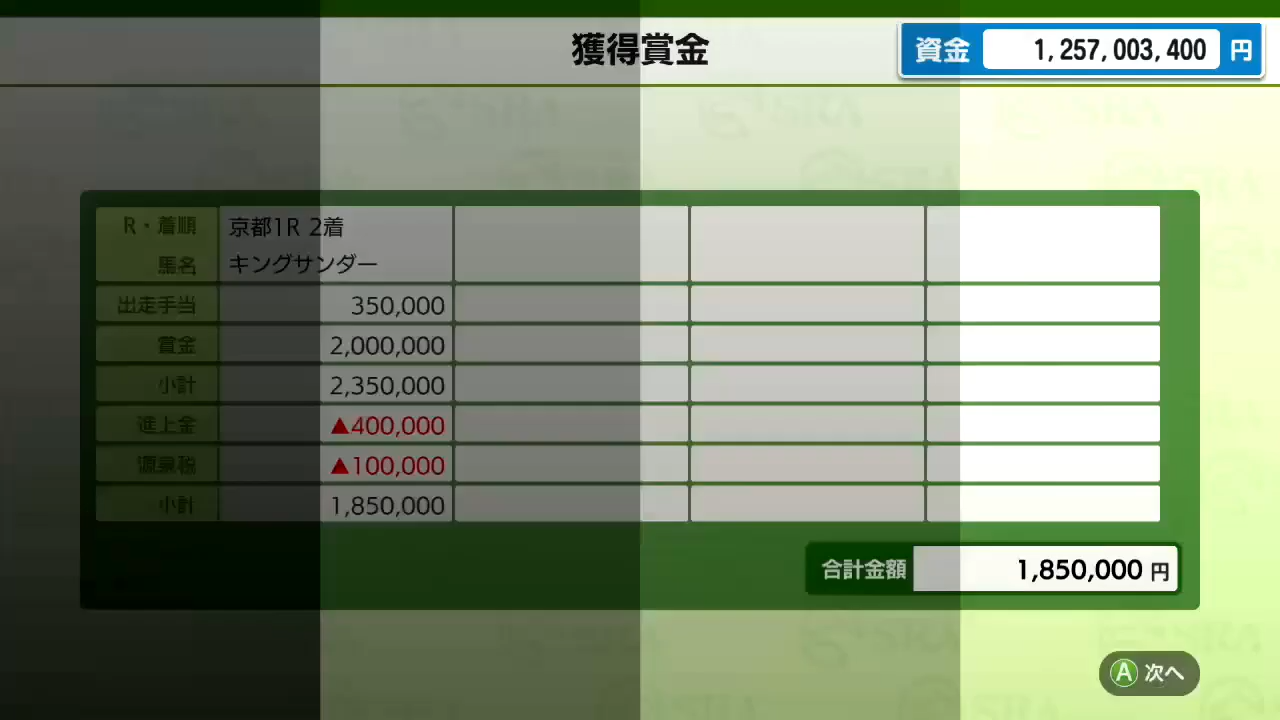 獲得賞金
資金 1,257,003,400 円
R・着順 京都1R 2着
馬名 キングサンダー
出走手当 350,000
賞金 2,000,000
小計 2,350,000
進上金 ▲400,000
源泉税 ▲100,000
小計 1,850,000
合計金額 1,850,000 円
A 次へ